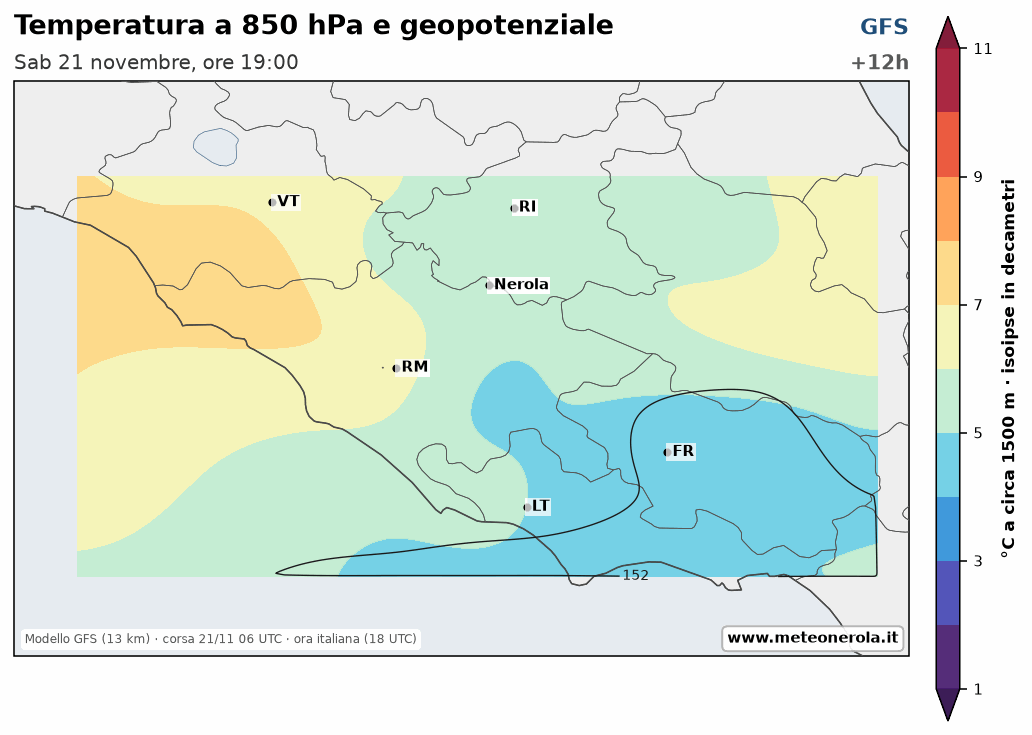 Temperatura a 850 hPa e geopotenziale
GFS
Sab 21 novembre, ore 19:00
+12h
11
9
7
5
3
1
°C a circa 1500 m · isoipse in decametri
VT
RI
Nerola
RM
FR
LT
152
Modello GFS (13 km) · corsa 21/11 06 UTC · ora italiana (18 UTC)
www.meteonerola.it